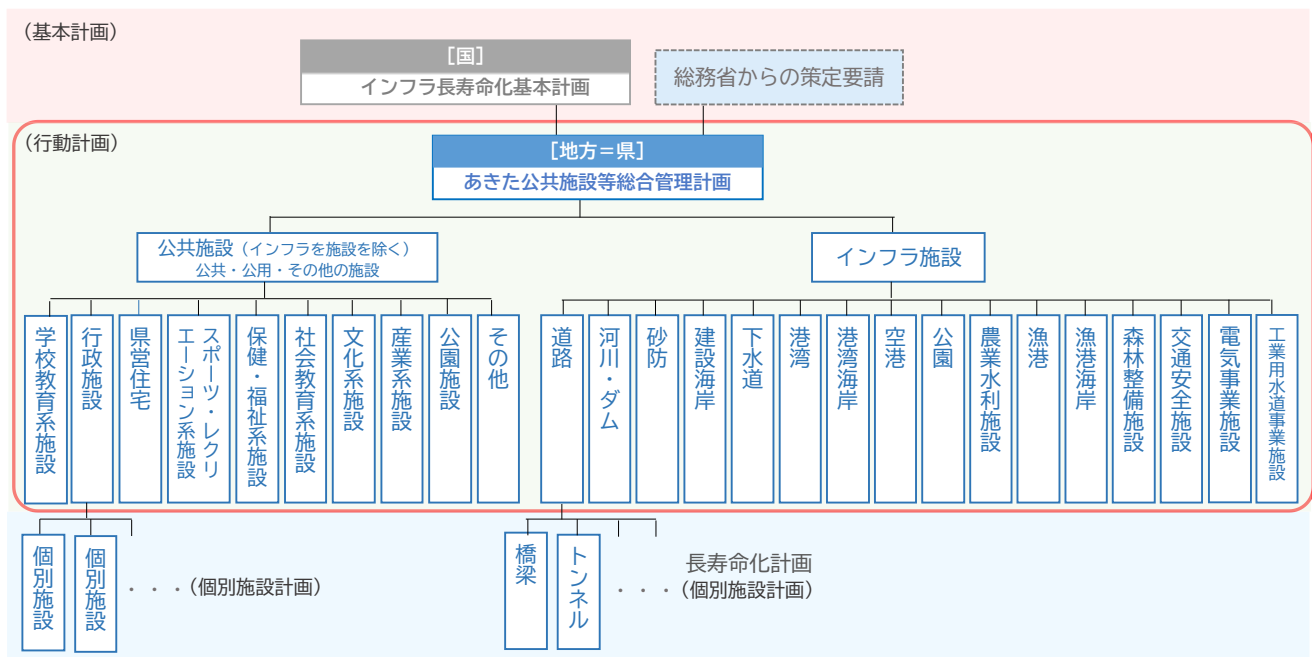 (基本計画)
[国]
インフラ長寿命化基本計画
総務省からの策定要請
(行動計画)
[地方＝県]
あきた公共施設等総合管理計画
公共施設（インフラを施設を除く）
公共・公用・その他の施設
インフラ施設
学校教育系施設
行政施設
県営住宅
スポーツ・レクリ
エーション系施設
保健・福祉系施設
社会教育系施設
文化系施設
産業系施設
公園施設
その他
道路
河川・ダム
砂防
建設海岸
下水道
港湾
港湾海岸
空港
公園
農業水利施設
漁港
漁港海岸
森林整備施設
交通安全施設
電気事業施設
工業用水道事業施設
個別施設
個別施設
・・・(個別施設計画)
橋梁
トンネル
長寿命化計画
・・・(個別施設計画)